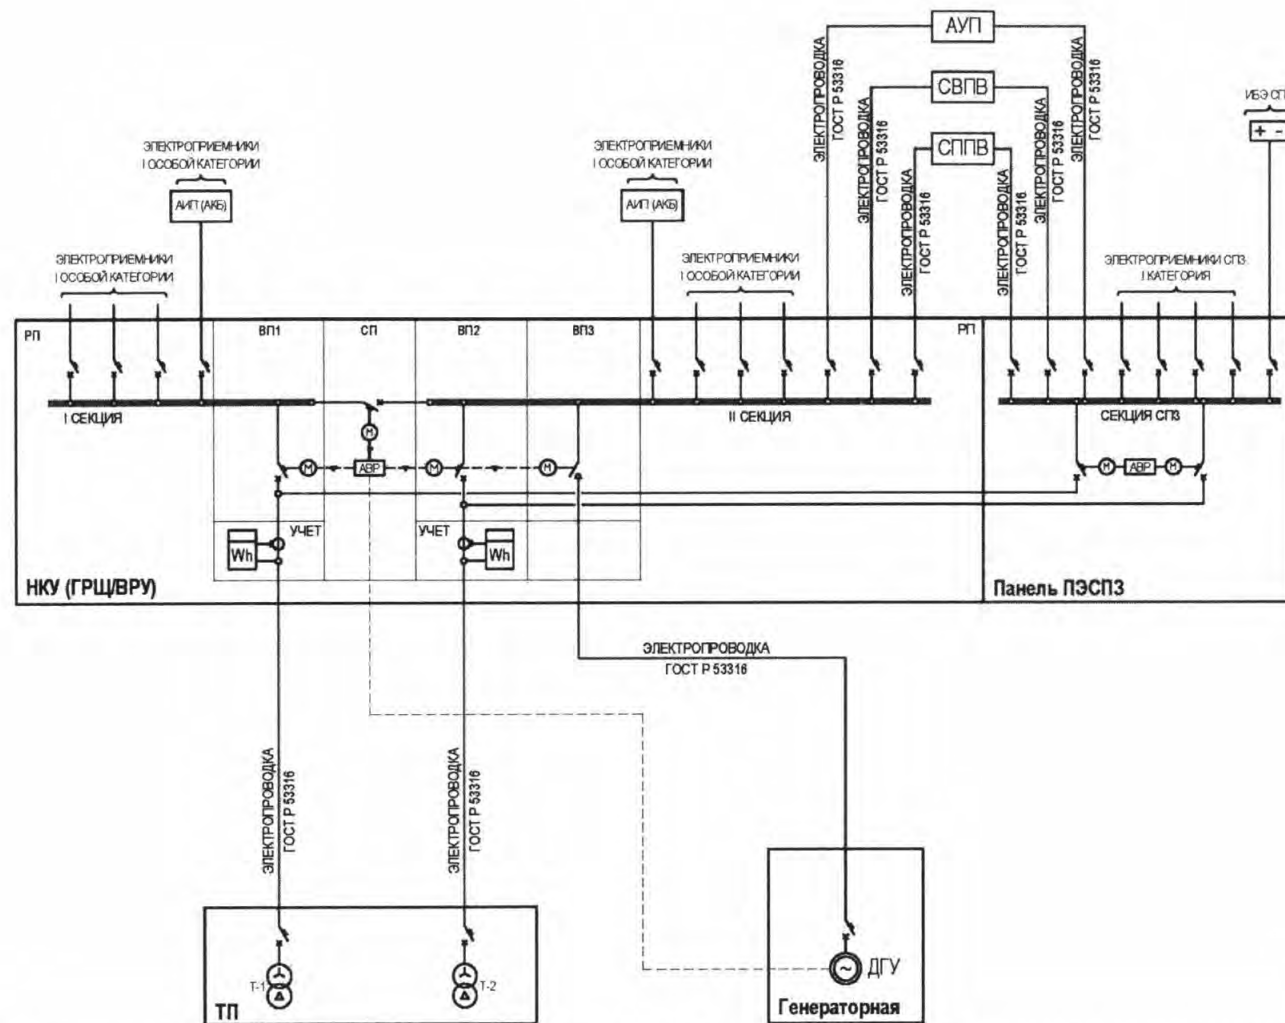 АУП
СВПВ
СППВ
ЭЛЕКТРОПРОВОДКА
ГОСТ Р 53316
ЭЛЕКТРОПРОВОДКА
ГОСТ Р 53316
ЭЛЕКТРОПРОВОДКА
ГОСТ Р 53316
ЭЛЕКТРОПРОВОДКА
ГОСТ Р 53316
ЭЛЕКТРОПРОВОДКА
ГОСТ Р 53316
ЭЛЕКТРОПРОВОДКА
ГОСТ Р 53316
ИБЭ СП
+ -
ЭЛЕКТРОПРИЕМНИКИ
I ОСОБОЙ КАТЕГОРИИ
АИП (АКБ)
ЭЛЕКТРОПРИЕМНИКИ
I ОСОБОЙ КАТЕГОРИИ
АИП (АКБ)
ЭЛЕКТРОПРИЕМНИКИ
I ОСОБОЙ КАТЕГОРИИ
ЭЛЕКТРОПРИЕМНИКИ
I ОСОБОЙ КАТЕГОРИИ
ЭЛЕКТРОПРИЕМНИКИ СПЗ
I КАТЕГОРИЯ
РП
ВП1
СП
ВП2
ВП3
РП
I СЕКЦИЯ
II СЕКЦИЯ
СЕКЦИЯ СПЗ
М
М
АВР
М
М
М
АВР
М
УЧЕТ
Wh
УЧЕТ
Wh
НКУ (ГРЩ/ВРУ)
Панель ПЭСПЗ
ЭЛЕКТРОПРОВОДКА
ГОСТ Р 53316
ЭЛЕКТРОПРОВОДКА
ГОСТ Р 53316
ЭЛЕКТРОПРОВОДКА
ГОСТ Р 53316
Т-1
Т-2
ТП
~
ДГУ
Генераторная